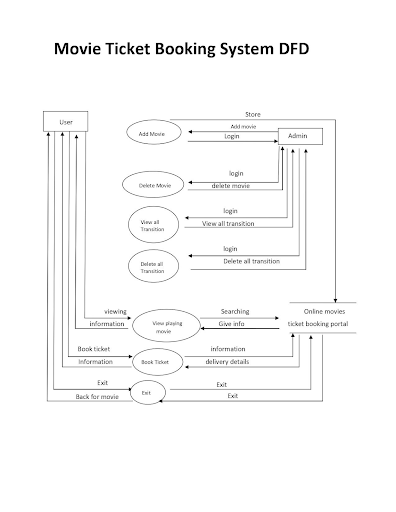 Movie Ticket Booking System DFD
Store
User
Add movie
Add Movie
Login
Admin
login
Delete Movie
delete movie
login
View all
Transition
View all transition
login
Delete all
Transition
Delete all transition
viewing
Searching
Online movies
information
View playing
movie
Give info
ticket booking portal
Book ticket
information
Information
Book Ticket
delivery details
Exit
Exit
Exit
Back for movie
Exit